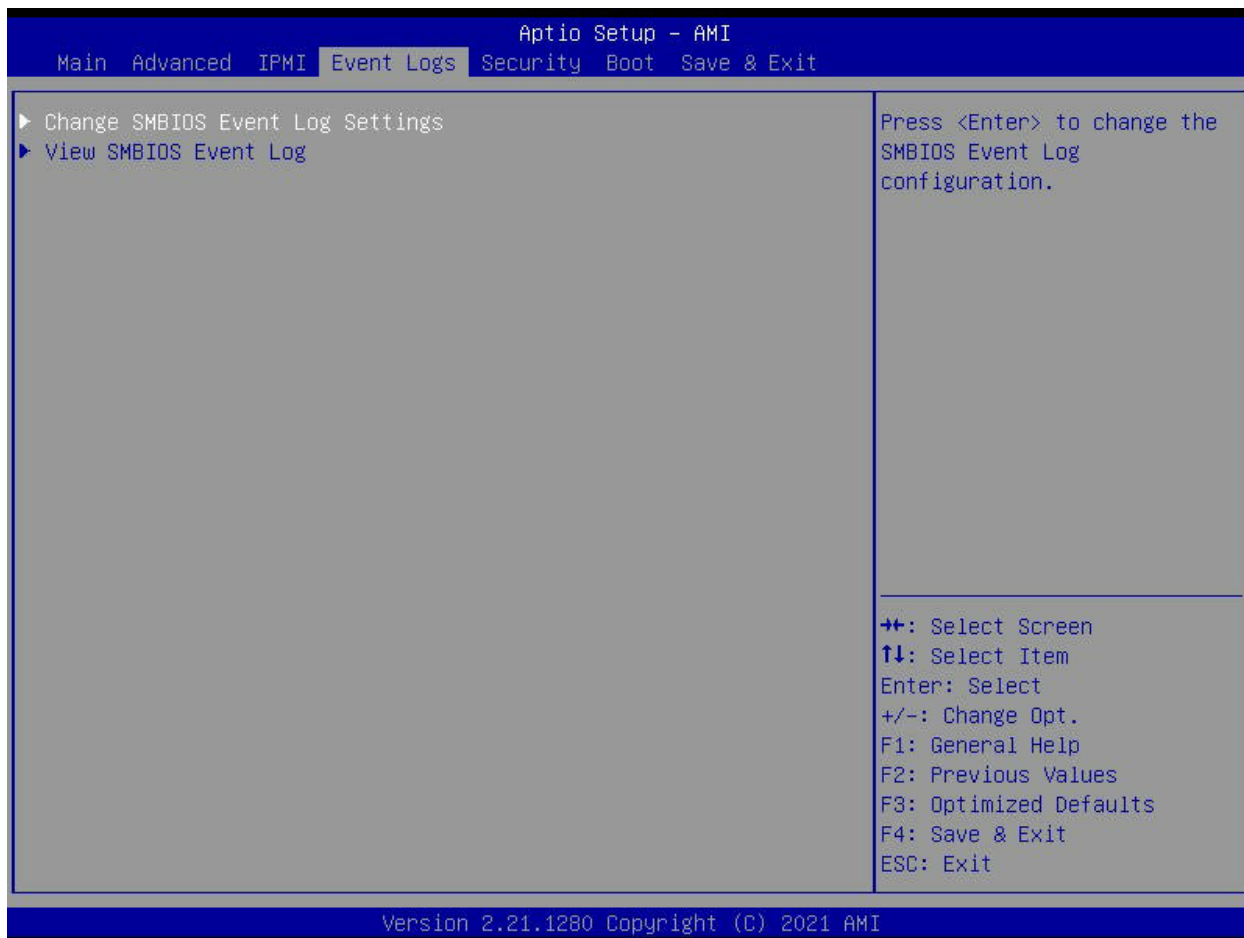 Aptio Setup – AMI
Main Advanced IPMI Event Logs Security Boot Save & Exit
▶ Change SMBIOS Event Log Settings
▶ View SMBIOS Event Log
Press <Enter> to change the
SMBIOS Event Log
configuration.
→←: Select Screen
↑↓: Select Item
Enter: Select
+/-: Change Opt.
F1: General Help
F2: Previous Values
F3: Optimized Defaults
F4: Save & Exit
ESC: Exit
Version 2.21.1280 Copyright (C) 2021 AMI